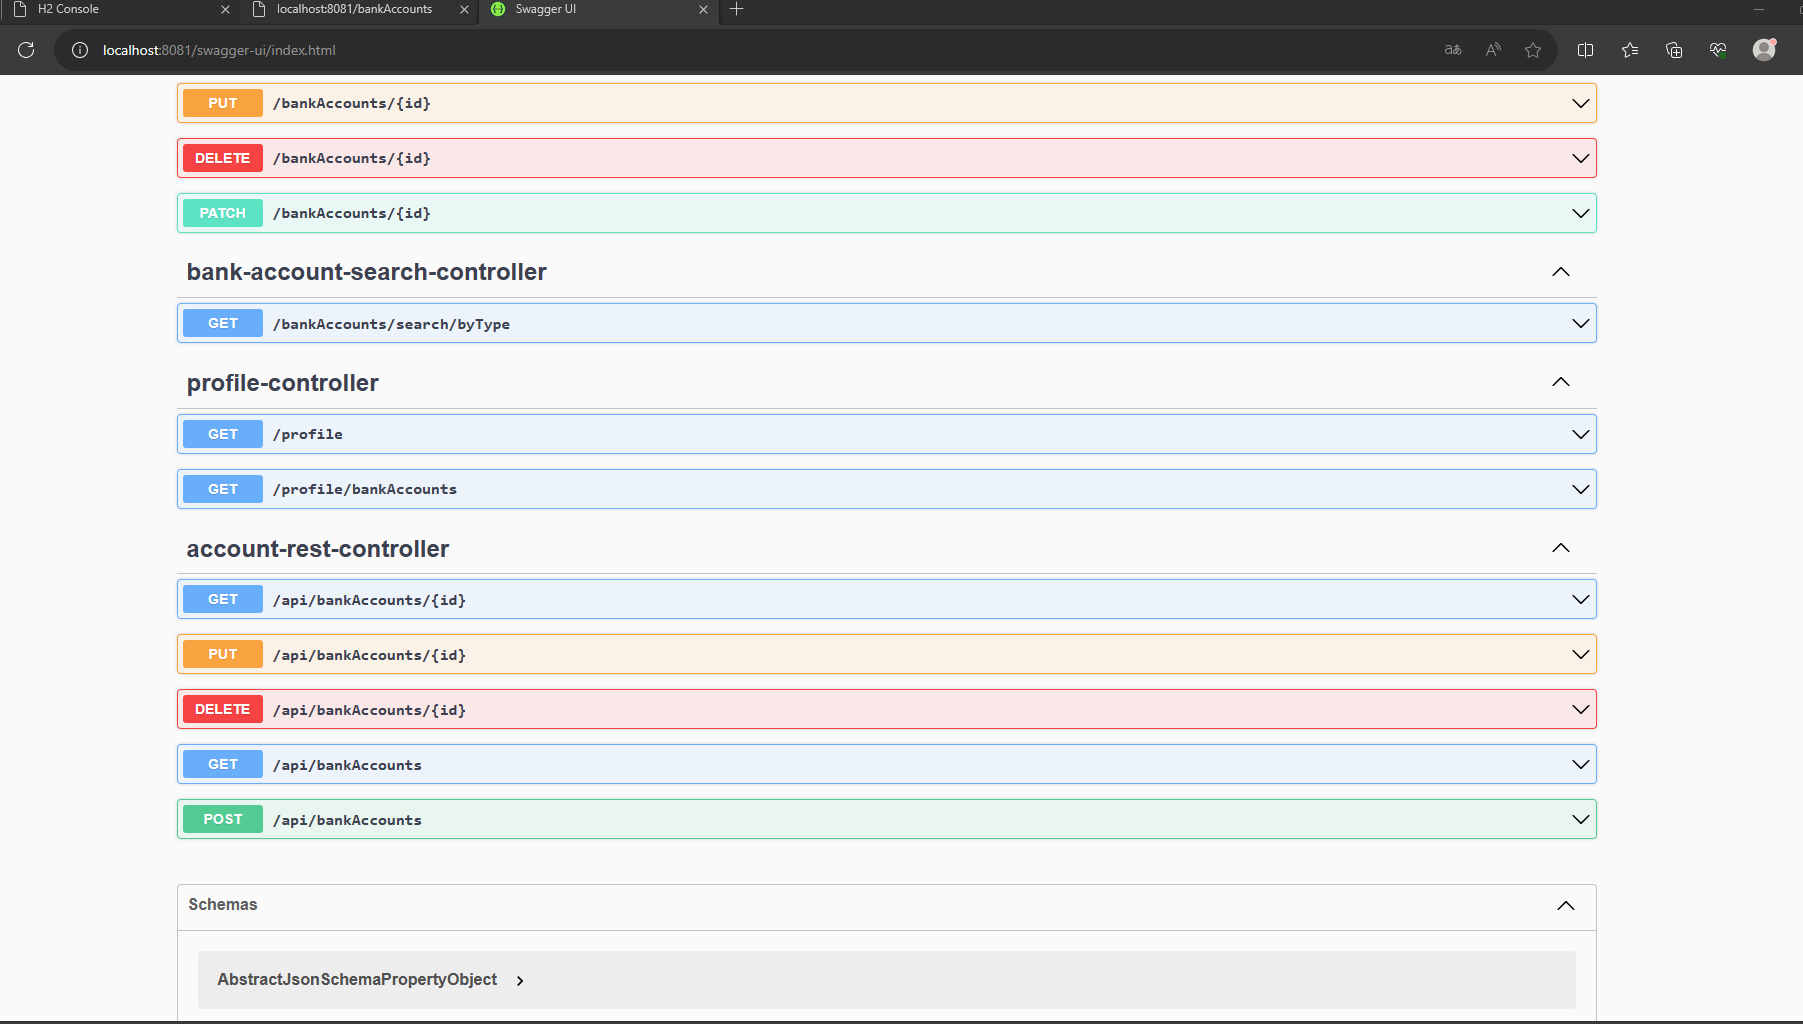 H2 Console
localhost:8081/bankAccounts
Swagger UI
localhost:8081/swagger-ui/index.html
PUT /bankAccounts/{id}
DELETE /bankAccounts/{id}
PATCH /bankAccounts/{id}
bank-account-search-controller
GET /bankAccounts/search/byType
profile-controller
GET /profile
GET /profile/bankAccounts
account-rest-controller
GET /api/bankAccounts/{id}
PUT /api/bankAccounts/{id}
DELETE /api/bankAccounts/{id}
GET /api/bankAccounts
POST /api/bankAccounts
Schemas
AbstractJsonSchemaPropertyObject